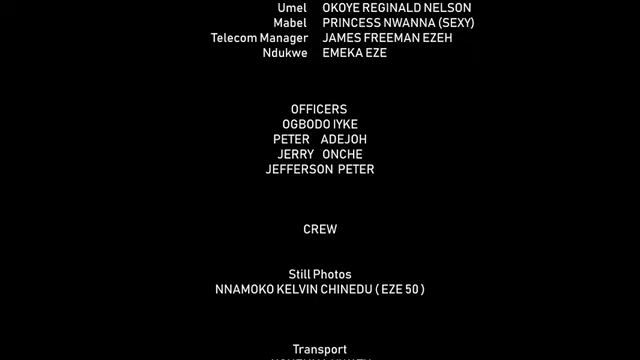 Umel OKOYE REGINALD NELSON
Mabel PRINCESS NWANNA (SEXY)
Telecom Manager JAMES FREEMAN EZEH
Ndukwe EMEKA EZE
OFFICERS
OGBODO IYKE
PETER ADEJOH
JERRY ONCHE
JEFFERSON PETER
CREW
Still Photos
NNAMOKO KELVIN CHINEDU ( EZE 50 )
Transport